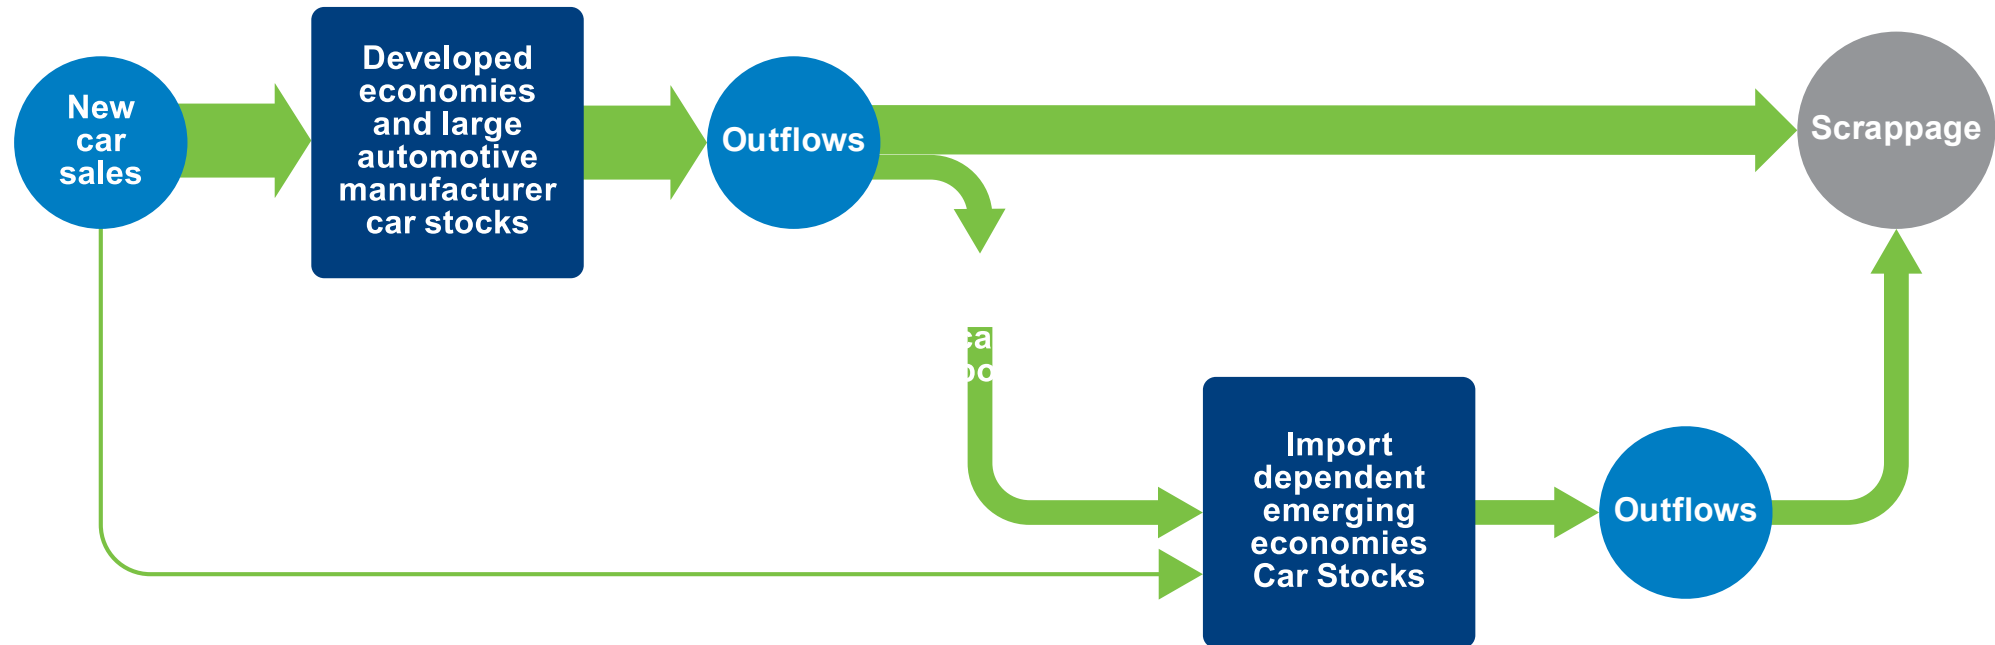 New
car
sales
Developed
economies
and large
automotive
manufacturer
car stocks
Outflows
Scrappage
Import
dependent
emerging
economies
Car Stocks
Outflows